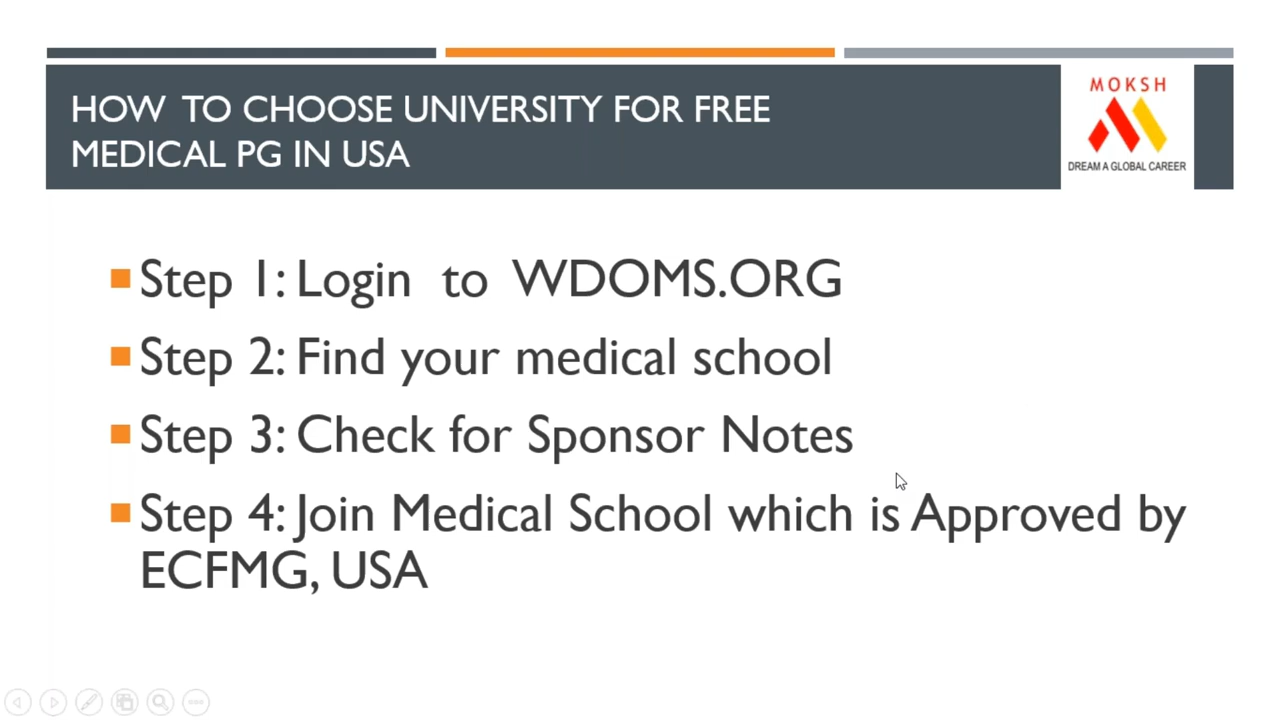 HOW TO CHOOSE UNIVERSITY FOR FREE
MEDICAL PG IN USA
MOKSH
DREAM A GLOBAL CAREER
Step 1: Login to WDOMS.ORG
Step 2: Find your medical school
Step 3: Check for Sponsor Notes
Step 4: Join Medical School which is Approved by
ECFMG, USA